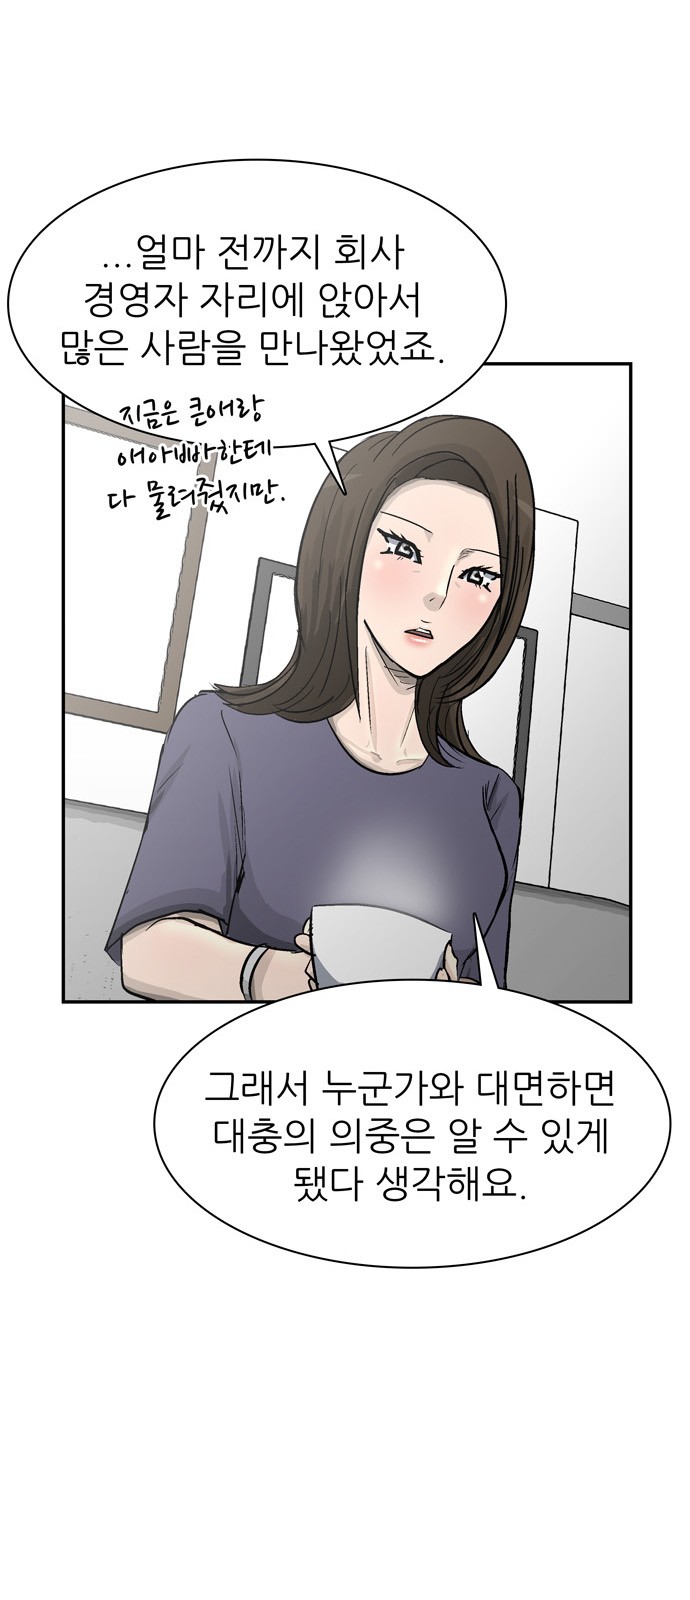 ...얼마 전까지 회사
경영자 자리에 앉아서
많은 사람을 만나왔었죠.
지금은 큰애랑
애아빠한테
다 물려줬지만.
그래서 누군가와 대면하면
대충의 의중은 알 수 있게
됐다 생각해요.